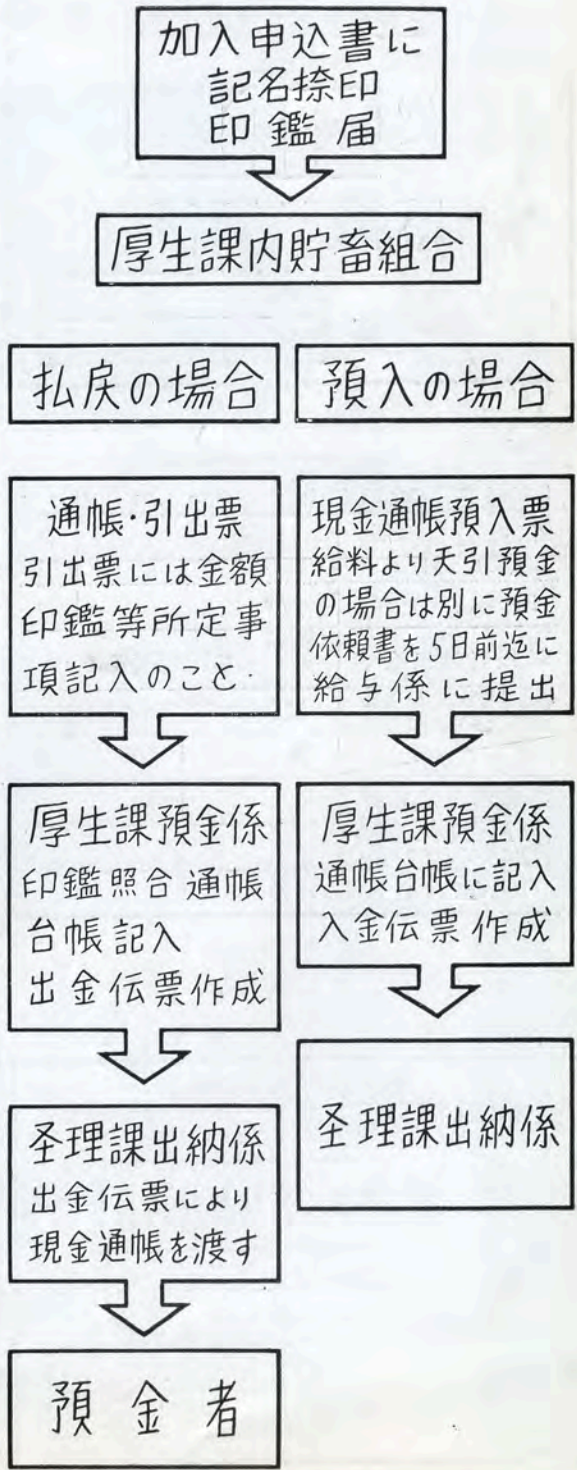 加入申込書に
記名捺印
印鑑届
厚生課内貯畜組合
払戻の場合
通帳・引出票
引出票には金額
印鑑等所定事
項記入のこと.
厚生課預金係
印鑑照合通帳
台帳記入
出金伝票作成
圣理課出納係
出金伝票により
現金通帳を渡す
預金者
預入の場合
現金通帳預入票
給料より天引預金
の場合は別に預金
依頼書を5日前迄に
給与係に提出
厚生課預金係
通帳台帳に記入
入金伝票作成
圣理課出納係